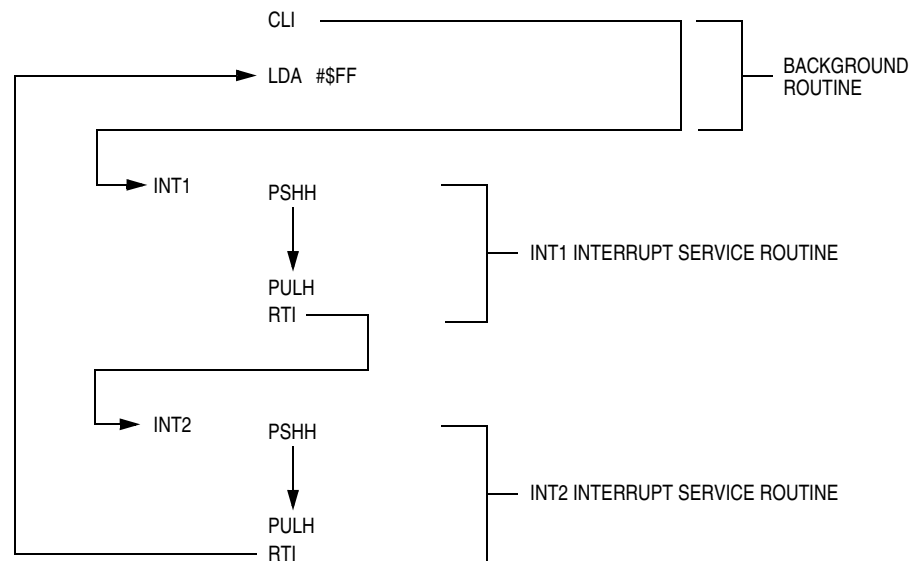 CLI
LDA #$FF
BACKGROUND
ROUTINE
INT1
PSHH
INT1 INTERRUPT SERVICE ROUTINE
PULH
RTI
INT2
PSHH
INT2 INTERRUPT SERVICE ROUTINE
PULH
RTI